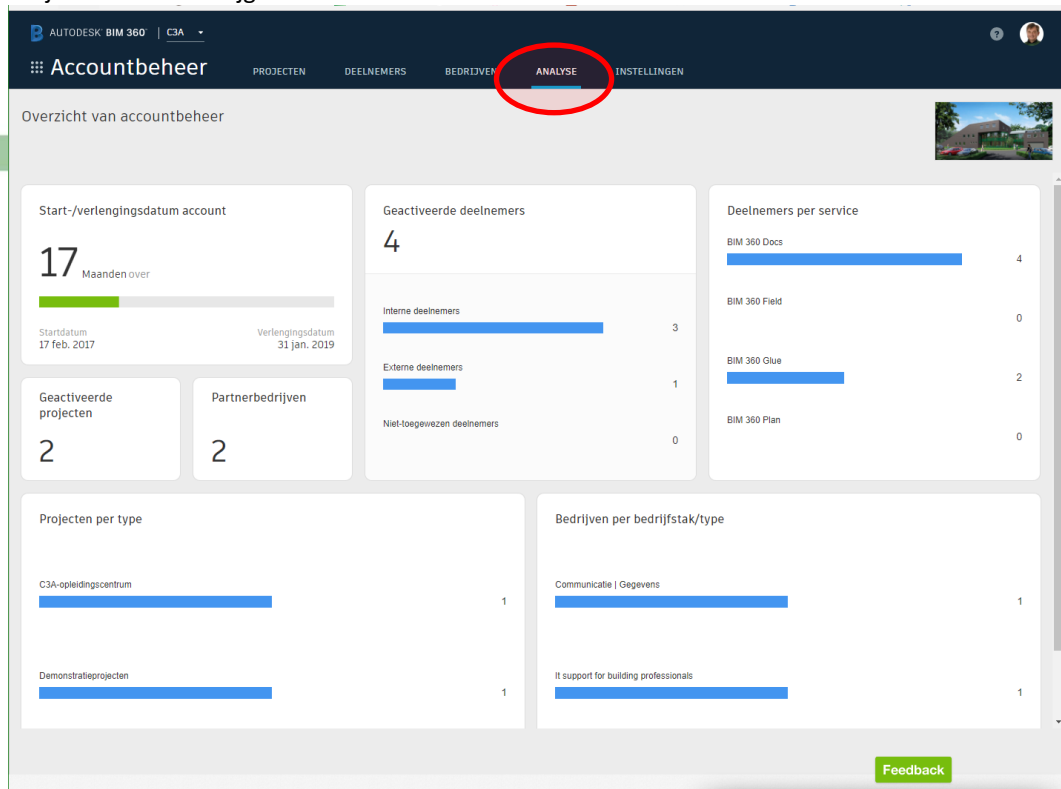 AUTODESK® BIM 360® | C3A
Accountbeheer PROJECTEN DEELNEMERS BEDRIJVEN ANALYSE INSTELLINGEN
Overzicht van accountbeheer
Start-/verlengingsdatum account
17 Maanden over
Startdatum Verlengingsdatum
17 feb. 2017 31 jan. 2019
Geactiveerde projecten
2
Partnerbedrijven
2
Geactiveerde deelnemers
4
Interne deelnemers
3
Externe deelnemers
1
Niet-toegewezen deelnemers
0
Deelnemers per service
BIM 360 Docs
4
BIM 360 Field
0
BIM 360 Glue
2
BIM 360 Plan
0
Projecten per type
C3A-opleidingscentrum
1
Demonstratieprojecten
1
Bedrijven per bedrijfstak/type
Communicatie | Gegevens
1
It support for building professionals
1
Feedback